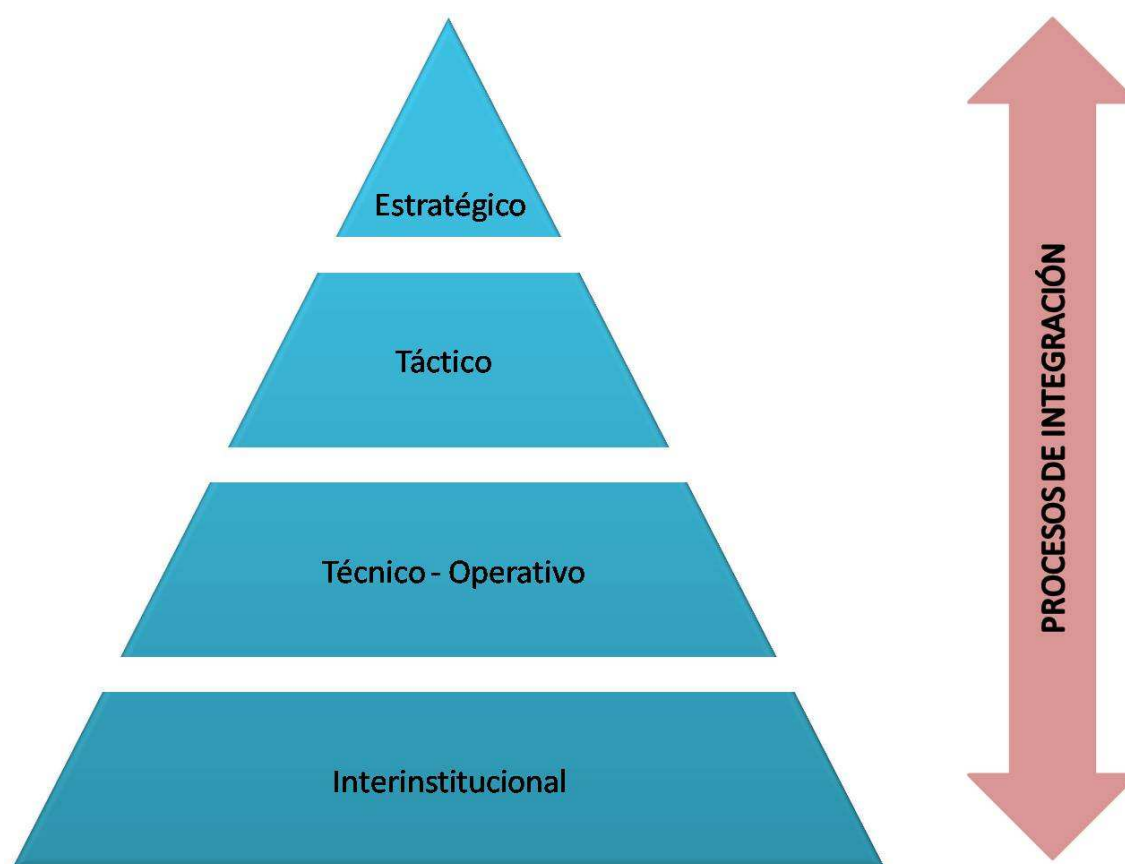 Estratégico
Táctico
Técnico - Operativo
Interinstitucional
PROCESOS DE INTEGRACIÓN